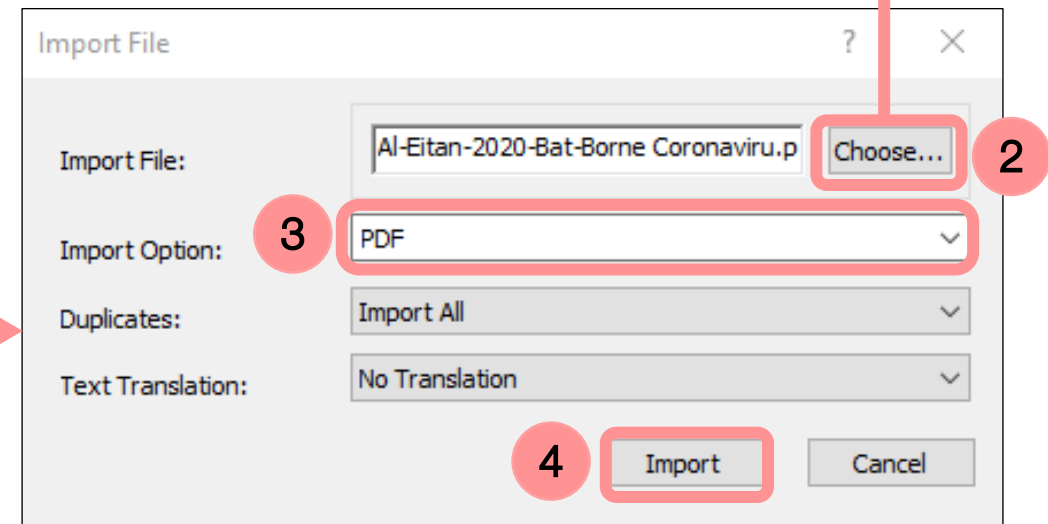 Import File ?
Import File: Al-Eitan-2020-Bat-Borne Coronaviru.p Choose... 2
3 Import Option: PDF
Duplicates: Import All
Text Translation: No Translation
4 Import Cancel